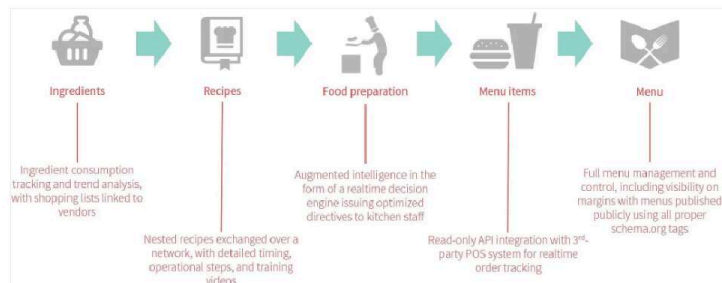 Ingredients
Recipes
Food preparation
Menu items
Menu
Ingredient consumption
tracking and trend analysis,
with shopping lists linked to
vendors
Nested recipes exchanged over a
network, with detailed timing,
operational steps, and training
videos
Augmented intelligence in the
form of a realtime decision
engine issuing optimized
directives to kitchen staff
Read-only API integration with 3rd-
party POS system for realtime
order tracking
Full menu management and
control, including visibility on
margins with menus published
publicly using all proper
schema.org tags